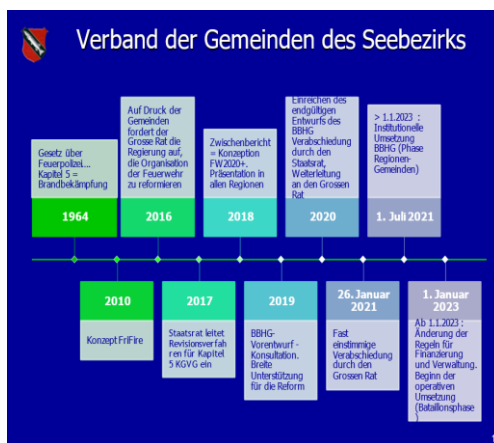 Verband der Gemeinden des Seebezirks
Gesetz über
Feuerpolizei...
Kapitel 5 =
Brandbekämpfung
1964
Auf Druck der
Gemeinden
fordert der
Grosse Rat die
Regierung auf,
die Organisation
der Feuerwehr
zu reformieren
2016
Zwischenbericht
= Konzeption
FW2020+.
Präsentation in
allen Regionen
2018
Einreichen des
endgültigen
Entwurfs des
BBHG
Verabschiedung
durch den
Staatsrat,
Weiterleitung
an den Grossen
Rat
2020
> 1.1.2023 :
Institutionelle
Umsetzung
BBHG (Phase
Regionen-
Gemeinden)
1. Juli 2021
2010
Konzept FriFire
2017
Staatsrat leitet
Revisionsverfah
ren für Kapitel
5 KGVG ein
2019
BBHG-
Vorentwurf -
Konsultation.
Breite
Unterstützung
für die Reform
26. Januar
2021
Fast
einstimmige
Verabschiedung
durch den
Grossen Rat
1. Januar
2023
Ab 1.1.2023 :
Änderung der
Regeln für
Finanzierung
und Verwaltung.
Beginn der
operativen
Umsetzung
(Bataillonsphase
)